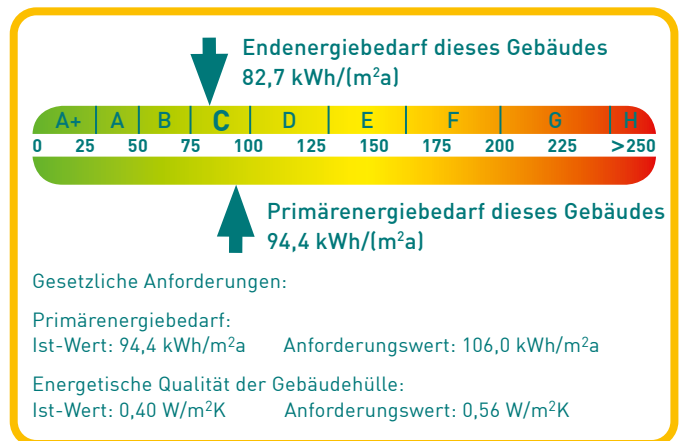 Endenergiebedarf dieses Gebäudes
82,7 kWh/(m²a)
A+ A B C D E F G H
0 25 50 75 100 125 150 175 200 225 >250
Primärenergiebedarf dieses Gebäudes
94,4 kWh/(m²a)
Gesetzliche Anforderungen:
Primärenergiebedarf:
Ist-Wert: 94,4 kWh/m²a Anforderungswert: 106,0 kWh/m²a
Energetische Qualität der Gebäudehülle:
Ist-Wert: 0,40 W/m²K Anforderungswert: 0,56 W/m²K